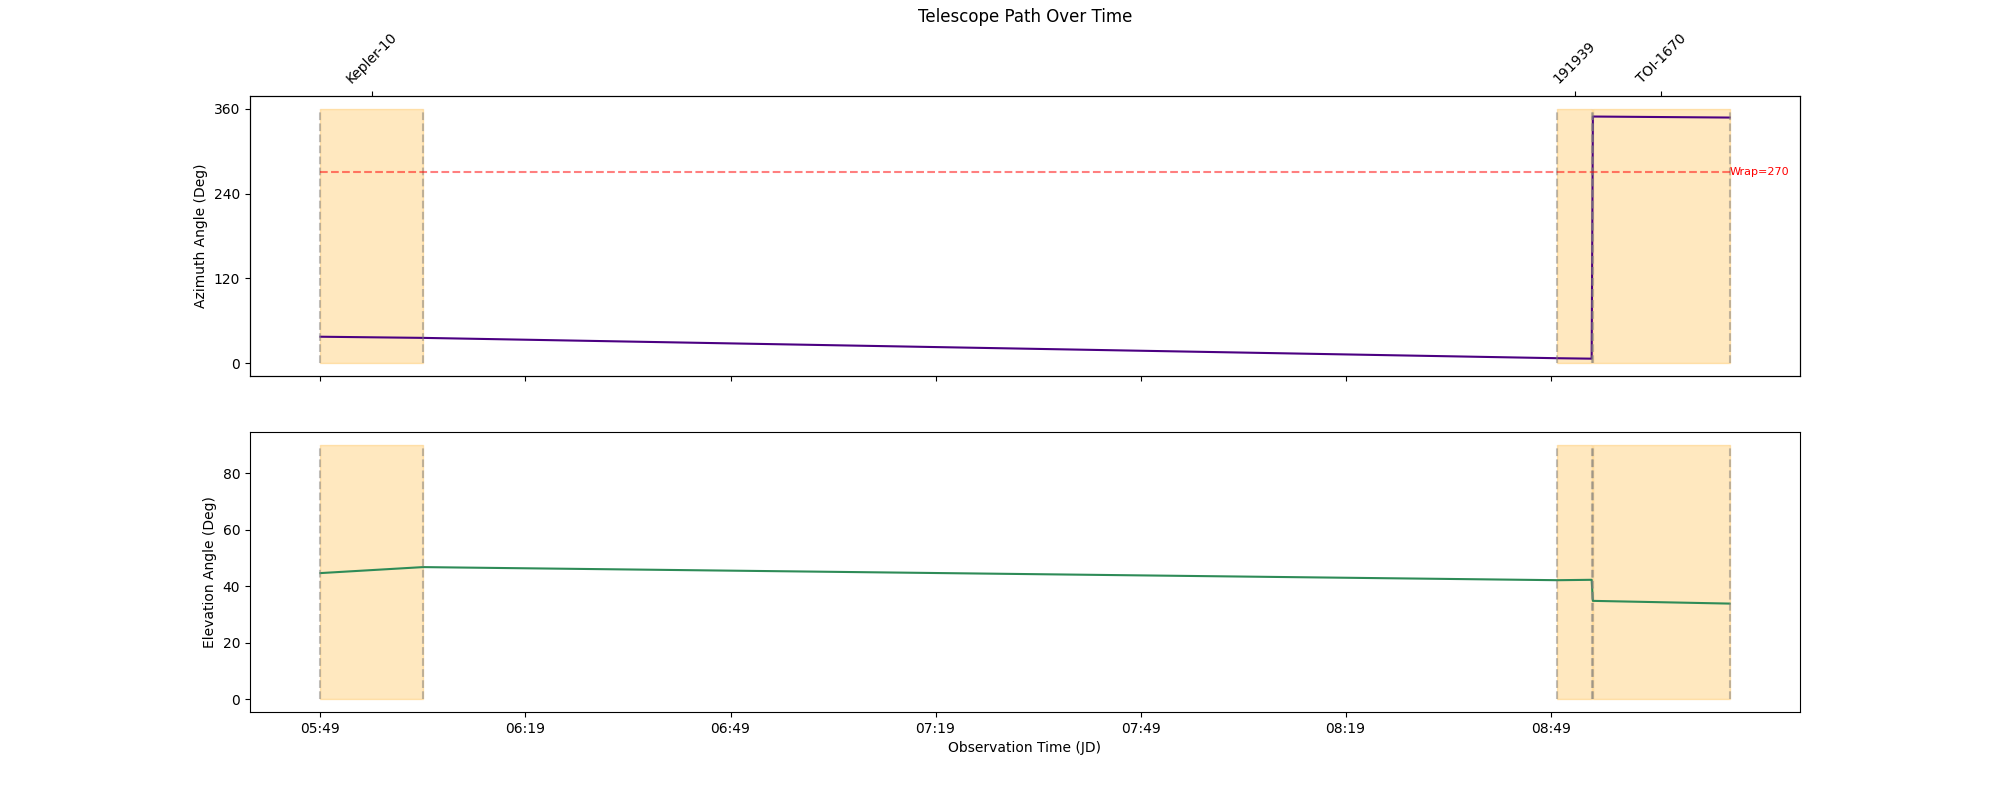 Telescope Path Over Time
Kepler-10
191939
TOI-1670
Azimuth Angle (Deg)
360
240
120
0
Wrap=270
Elevation Angle (Deg)
80
60
40
20
0
05:49
06:19
06:49
07:19
07:49
08:19
08:49
Observation Time (JD)